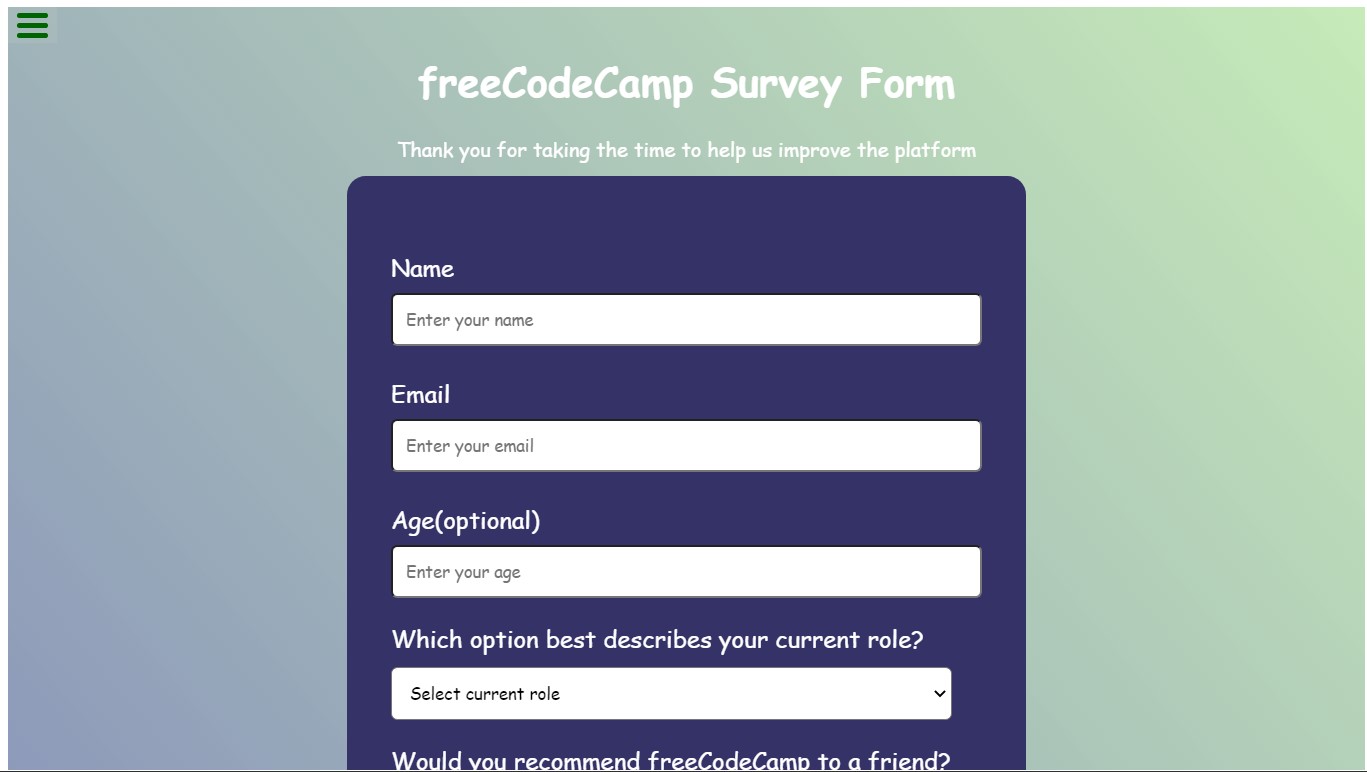 freeCodeCamp Survey Form
Thank you for taking the time to help us improve the platform
Name
Enter your name
Email
Enter your email
Age(optional)
Enter your age
Which option best describes your current role?
Select current role
Would you recommend freeCodeCamp to a friend?